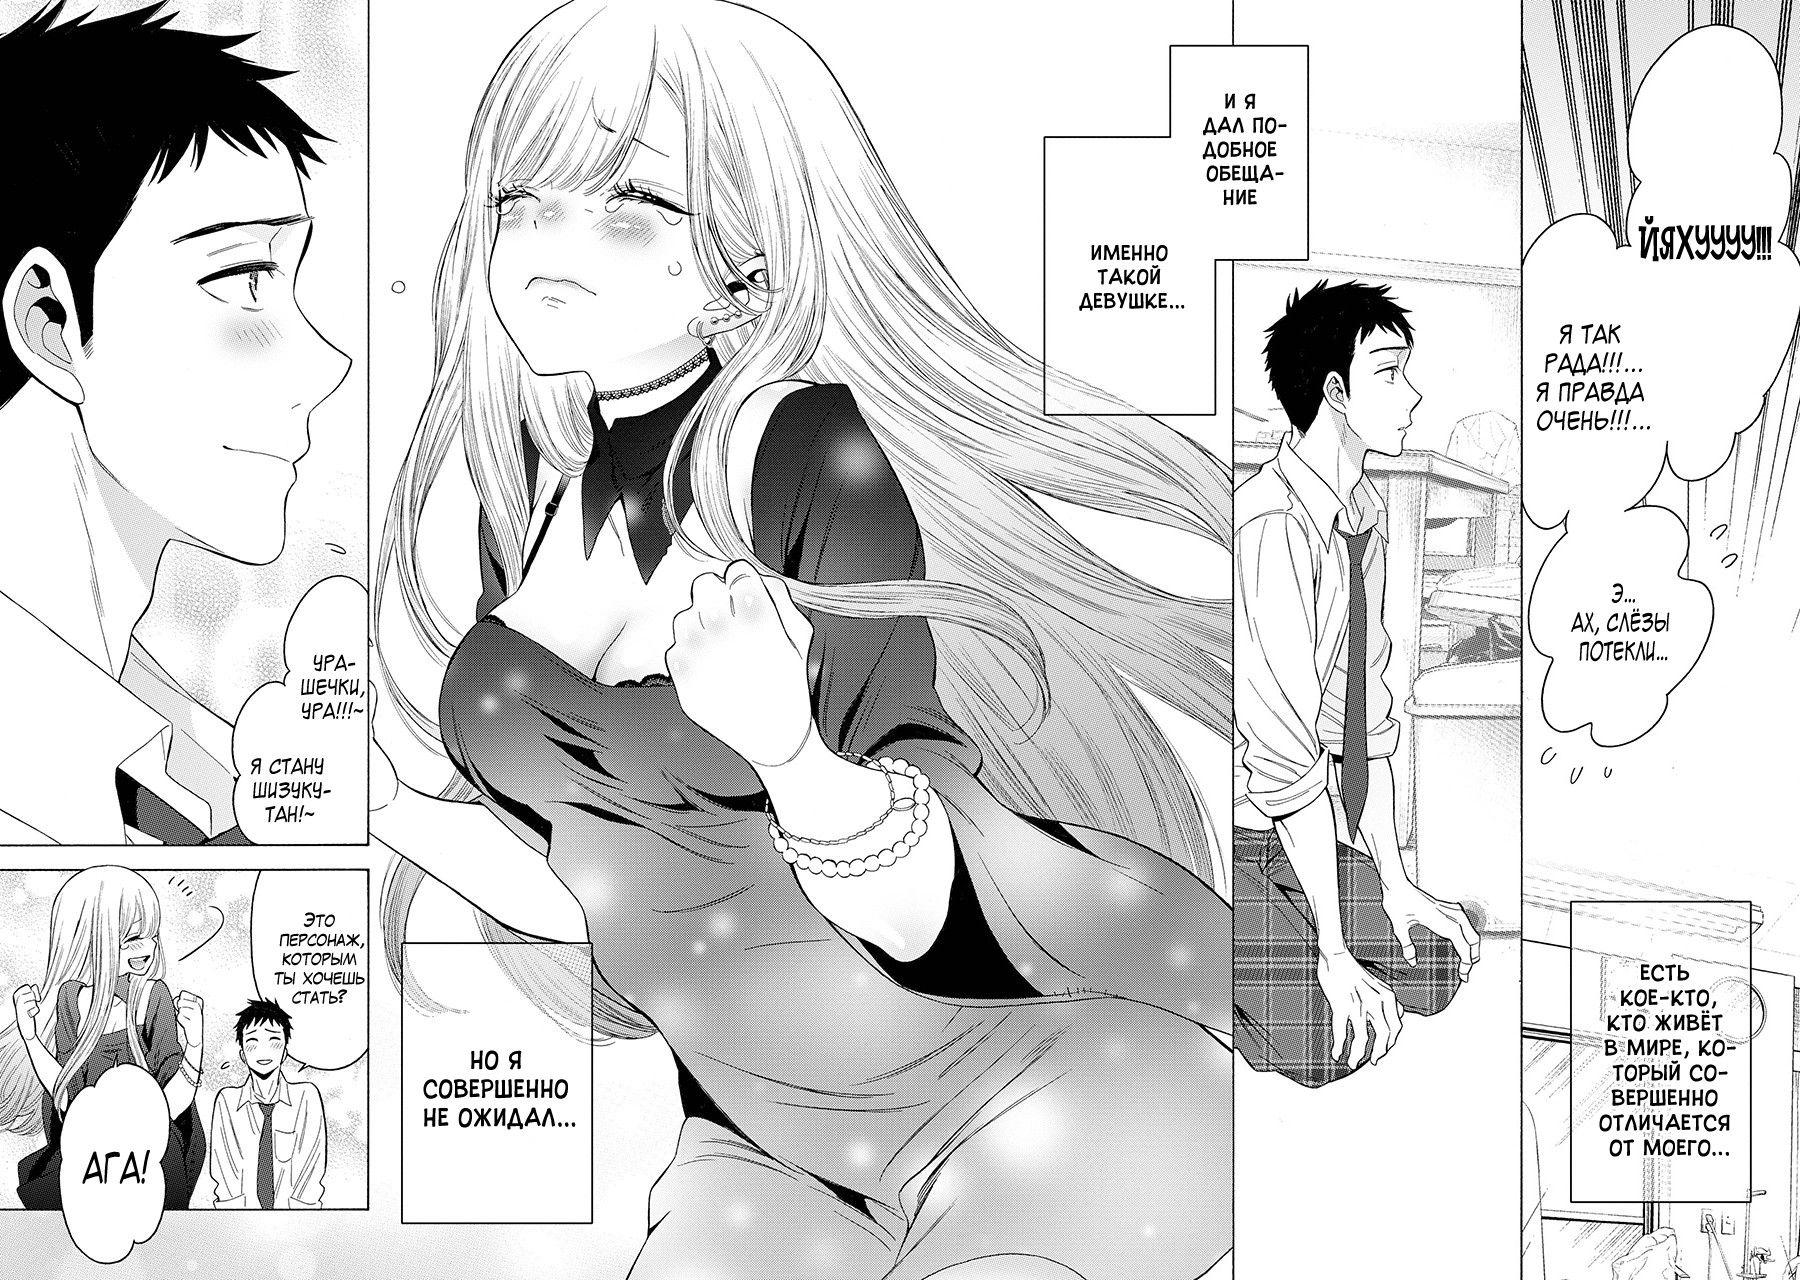 ЙЯХУУУУ!!!
Я ТАК
РАДА!!!...
Я ПРАВДА
ОЧЕНЬ!!!...
Э...
АХ, СЛЁЗЫ
ПОТЕКЛИ...
ЕСТЬ
КОЕ-КТО,
КТО ЖИВЁТ
В МИРЕ, КО-
ТОРЫЙ СО-
ВЕРШЕННО
ОТЛИЧАЕТСЯ
ОТ МОЕГО...
И Я
ДАЛ ПО-
ДОБНОЕ
ОБЕЩА-
НИЕ
ИМЕННО
ТАКОЙ
ДЕВУШКЕ...
НО Я
СОВЕРШЕННО
НЕ ОЖИДАЛ...
УРА-
ШЕЧКИ,
УРА!!!~
Я СТАНУ
ШИЗУКУ-
ТАН!~
ЭТО
ПЕРСОНАЖ,
КОТОРЫМ
ТЫ ХОЧЕШЬ
СТАТЬ?
АГА!